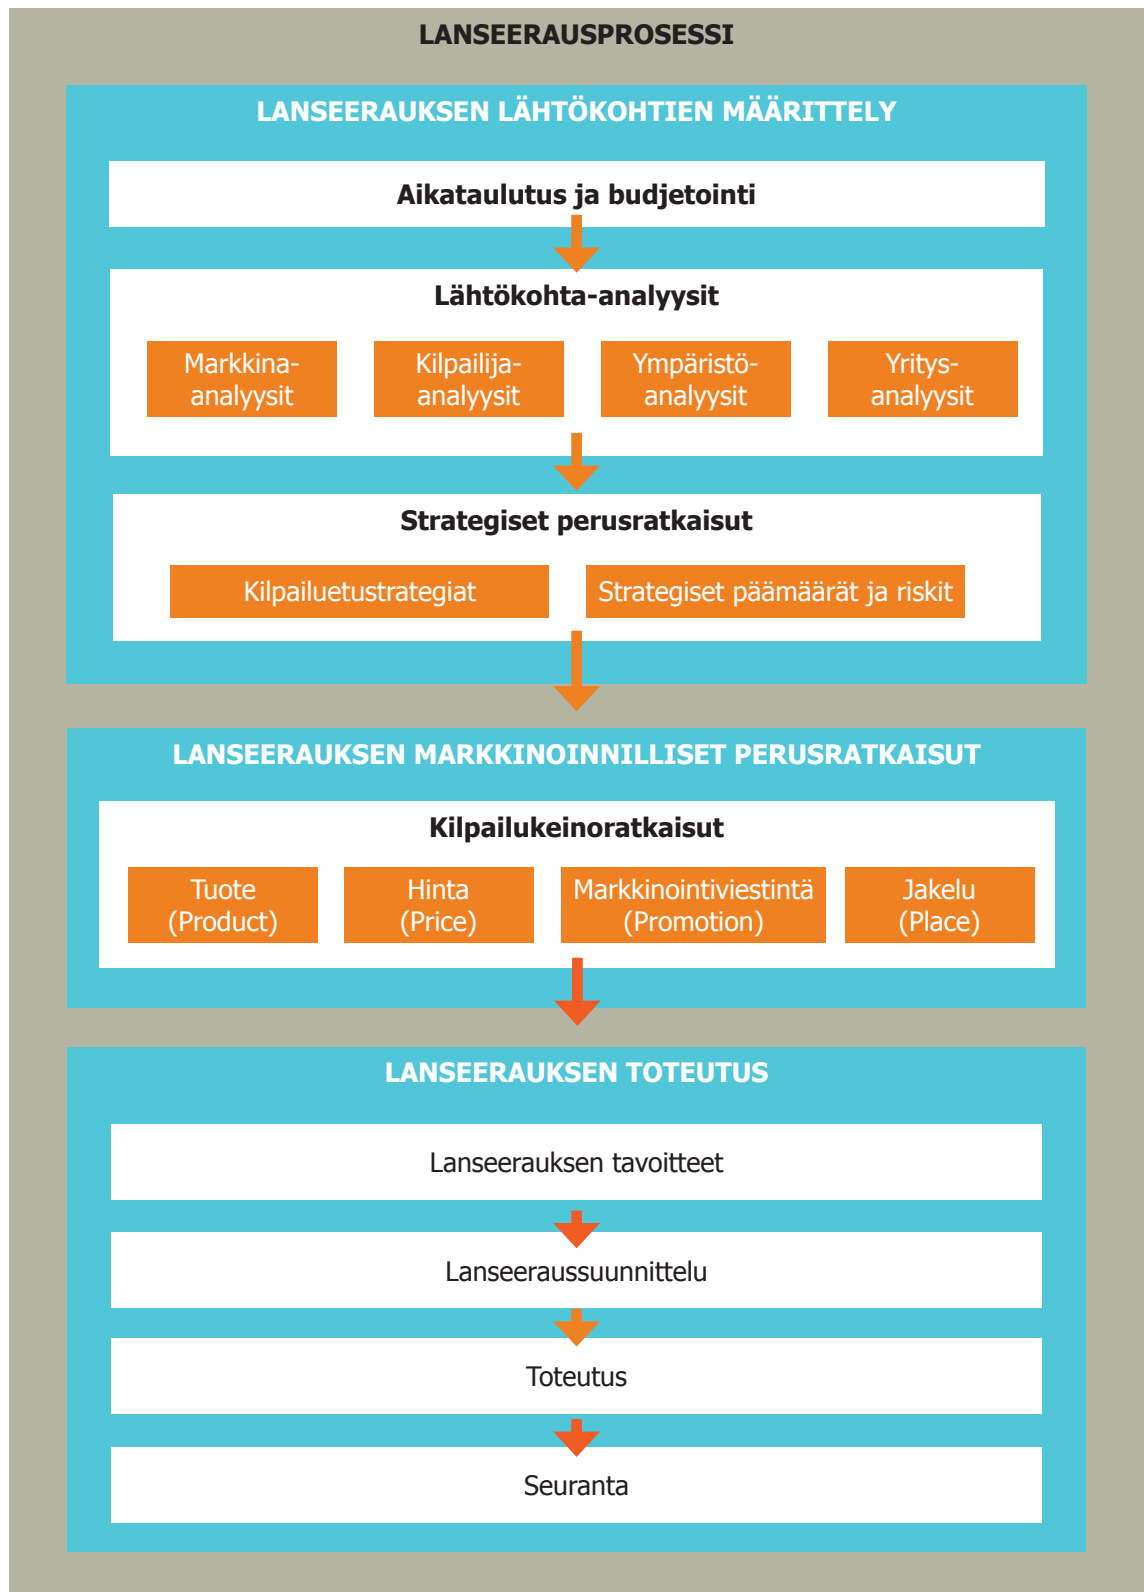 LANSEERAUSPROSESSI
LANSEERAUKSEN LÄHTÖKOHTIEN MÄÄRITTELY
Aikataulutus ja budjetointi
Lähtökohta-analyysit
Markkina-
analyysit
Kilpailija-
analyysit
Ympäristö-
analyysit
Yritys-
analyysit
Strategiset perusratkaisut
Kilpailuetustrategiat
Strategiset päämäärät ja riskit
LANSEERAUKSEN MARKKINOINNILLISET PERUSRATKAISUT
Kilpailukeinoratkaisut
Tuote
(Product)
Hinta
(Price)
Markkinointiviestintä
(Promotion)
Jakelu
(Place)
LANSEERAUKSEN TOTEUTUS
Lanseerauksen tavoitteet
Lanseeraussuunnittelu
Toteutus
Seuranta